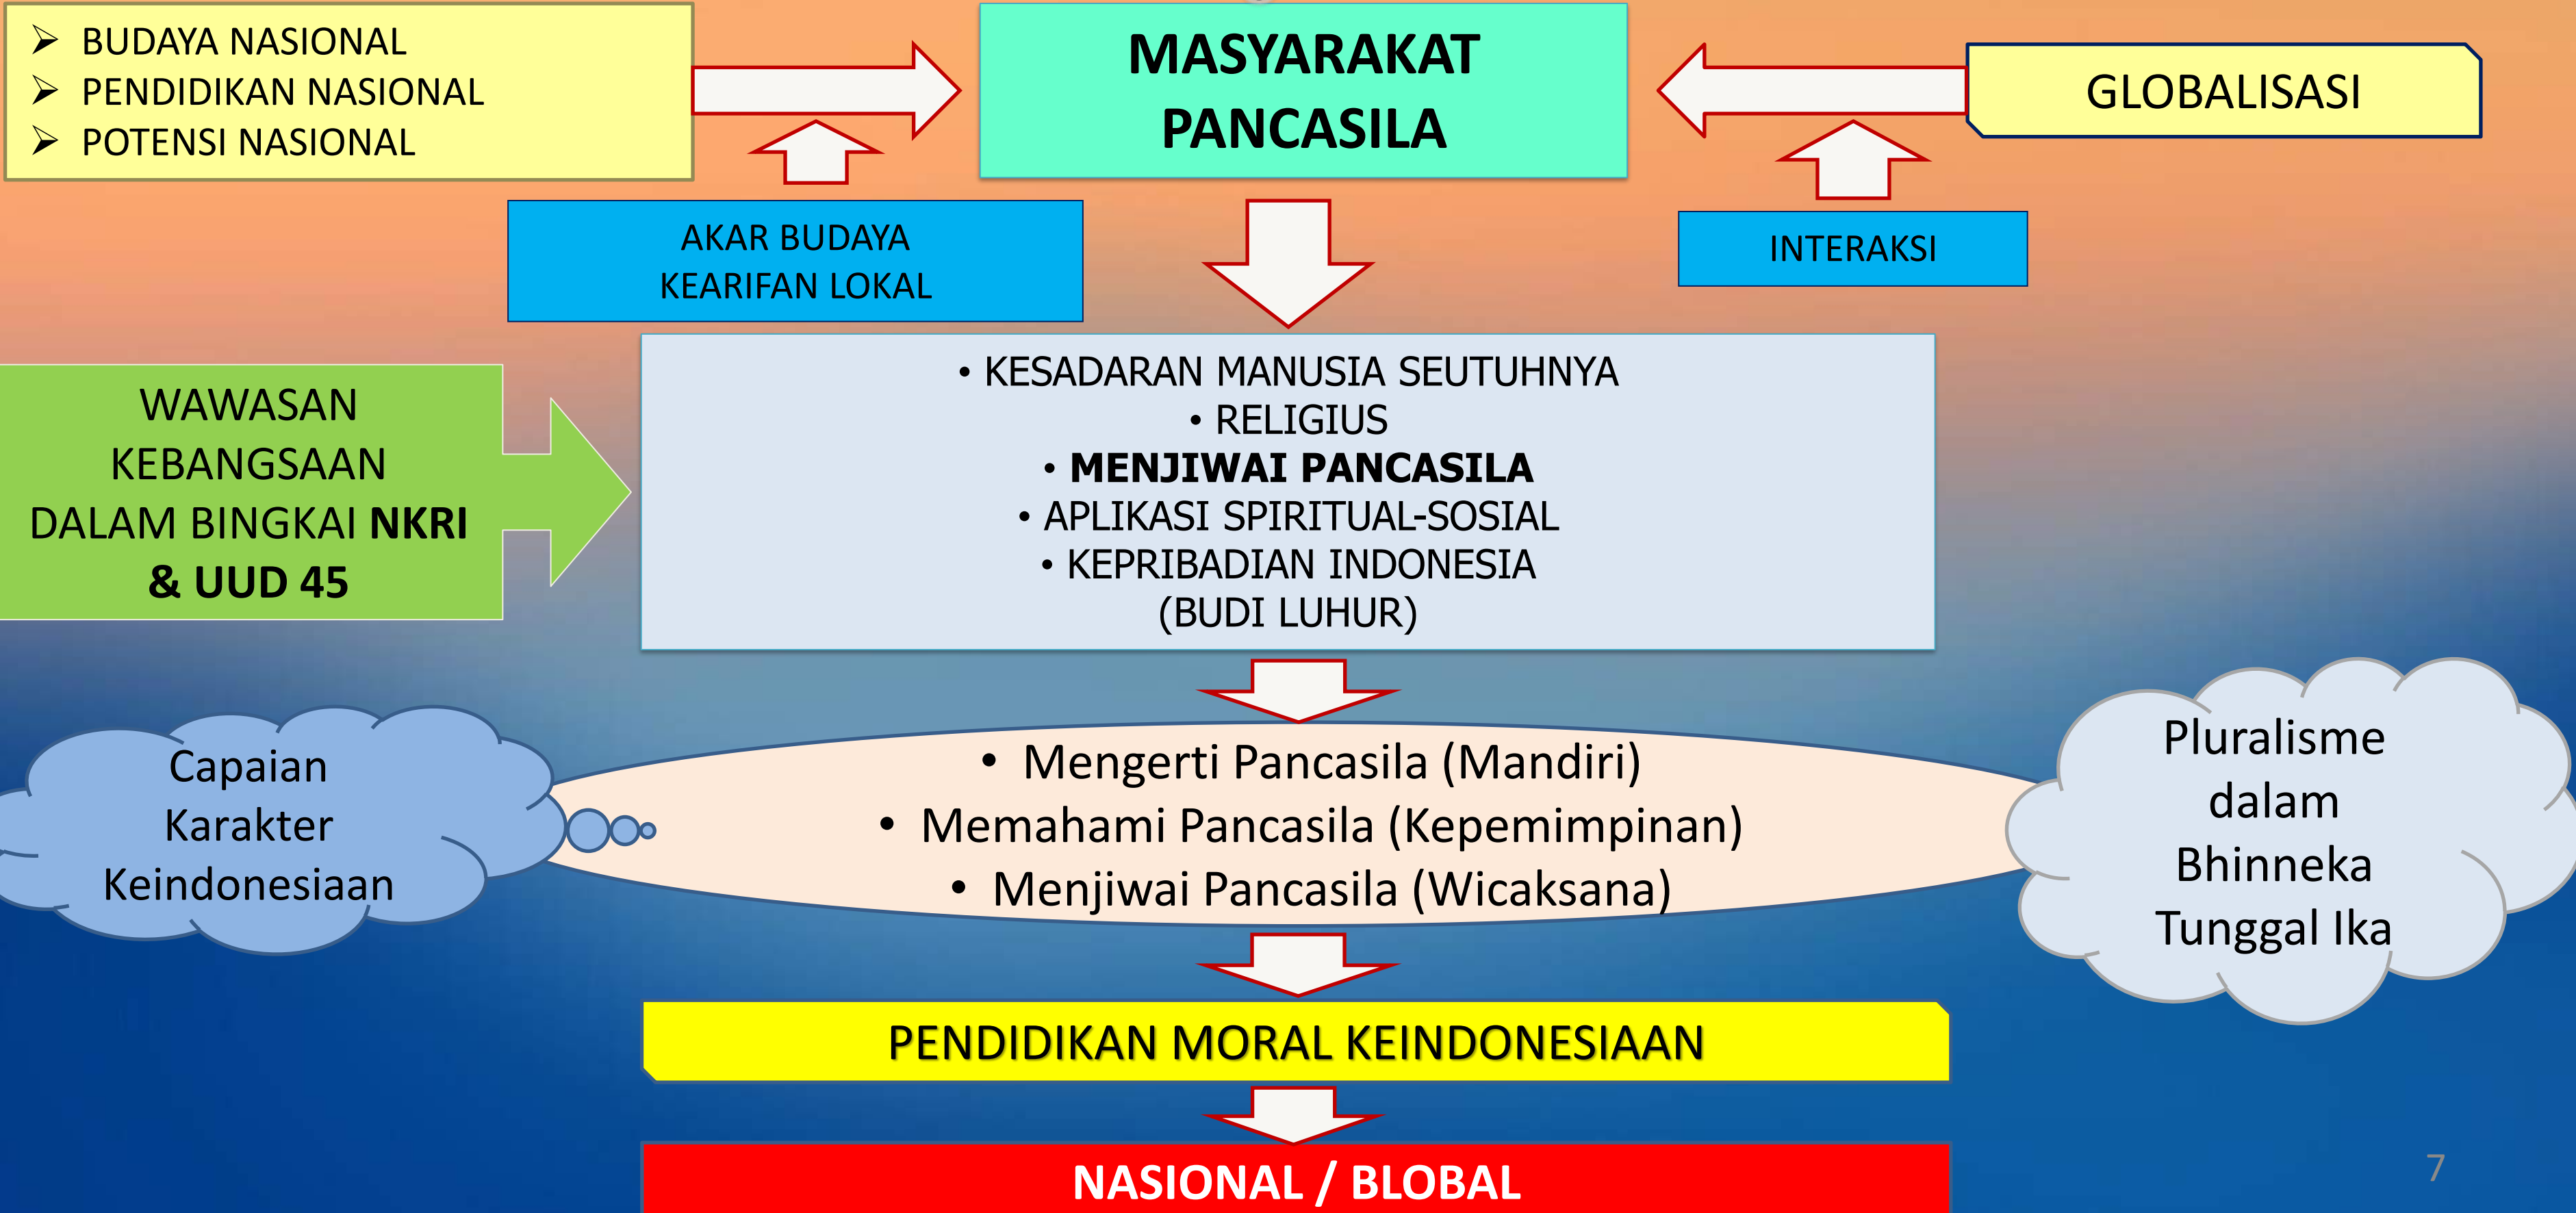 ➢ BUDAYA NASIONAL
➢ PENDIDIKAN NASIONAL
➢ POTENSI NASIONAL
MASYARAKAT
PANCASILA
GLOBALISASI
AKAR BUDAYA
KEARIFAN LOKAL
INTERAKSI
WAWASAN
KEBANGSAAN
DALAM BINGKAI NKRI
& UUD 45
• KESADARAN MANUSIA SEUTUHNYA
• RELIGIUS
• MENJIWAI PANCASILA
• APLIKASI SPIRITUAL-SOSIAL
• KEPRIBADIAN INDONESIA
(BUDI LUHUR)
Capaian
Karakter
Keindonesiaan
• Mengerti Pancasila (Mandiri)
• Memahami Pancasila (Kepemimpinan)
• Menjiwai Pancasila (Wicaksana)
Pluralisme
dalam
Bhinneka
Tunggal Ika
PENDIDIKAN MORAL KEINDONESIAAN
NASIONAL / BLOBAL
7